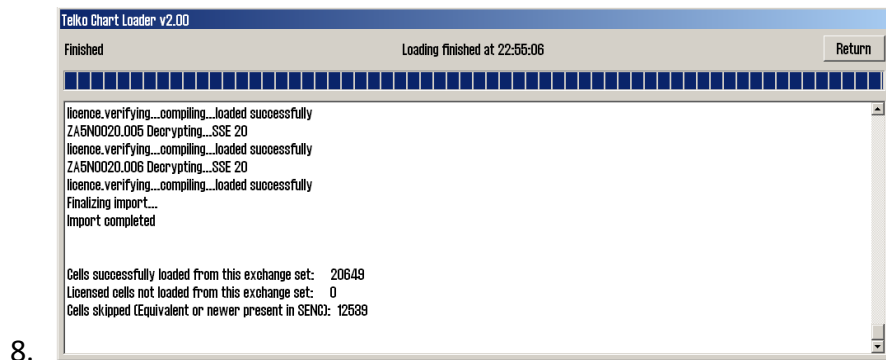 Telko Chart Loader v2.00
Finished Loading finished at 22:55:06 Return
licence.verifying...compiling...loaded successfully
ZA5N0020.005 Decrypting...SSE 20
licence.verifying...compiling...loaded successfully
ZA5N0020.006 Decrypting...SSE 20
licence.verifying...compiling...loaded successfully
Finalizing import...
Import completed
Cells successfully loaded from this exchange set: 20649
Licensed cells not loaded from this exchange set: 0
Cells skipped (Equivalent or newer present in SENC): 12539
8.